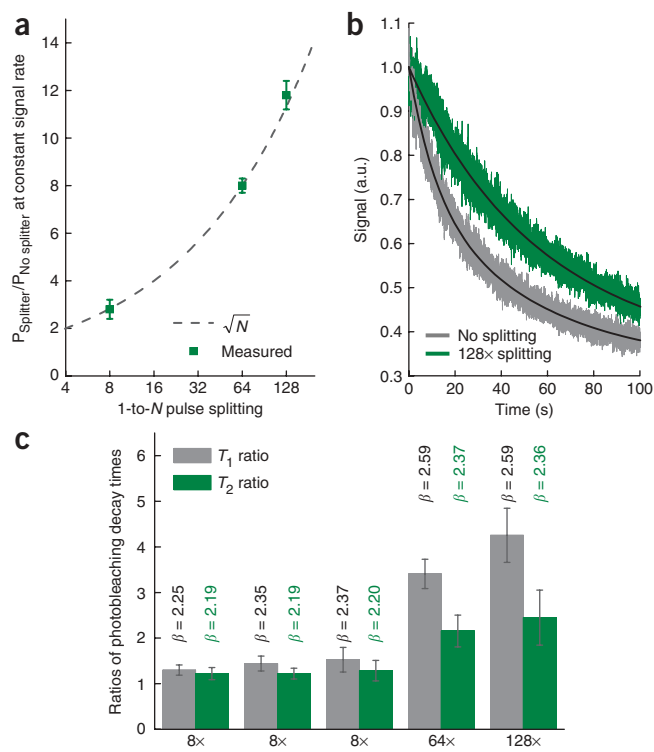 a
P_Splitter/P_No splitter at constant signal rate
14
12
10
8
6
4
2
0
√N
Measured
4 8 16 32 64 128
1-to-N pulse splitting
b
Signal (a.u.)
1.1
1.0
0.9
0.8
0.7
0.6
0.5
0.4
0.3
No splitting
128× splitting
0 20 40 60 80 100
Time (s)
c
Ratios of photobleaching decay times
6
5
4
3
2
1
0
T₁ ratio
T₂ ratio
β = 2.25
β = 2.19
β = 2.35
β = 2.19
β = 2.37
β = 2.20
β = 2.59
β = 2.37
β = 2.59
β = 2.36
8× 8× 8× 64× 128×